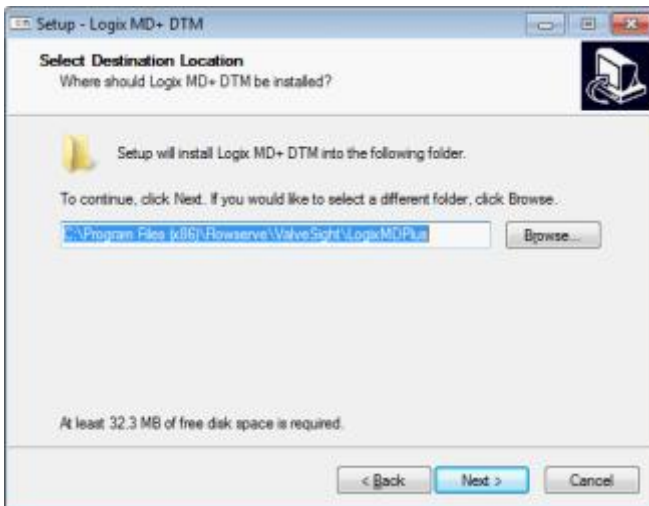 Setup - Logix MD+ DTM
Select Destination Location
Where should Logix MD+ DTM be installed?
Setup will install Logix MD+ DTM into the following folder.
To continue, click Next. If you would like to select a different folder, click Browse.
C:\Program Files (x86)\Flowserve\ValveSight\LogixMDPlus
Browse...
At least 32.3 MB of free disk space is required.
< Back
Next >
Cancel